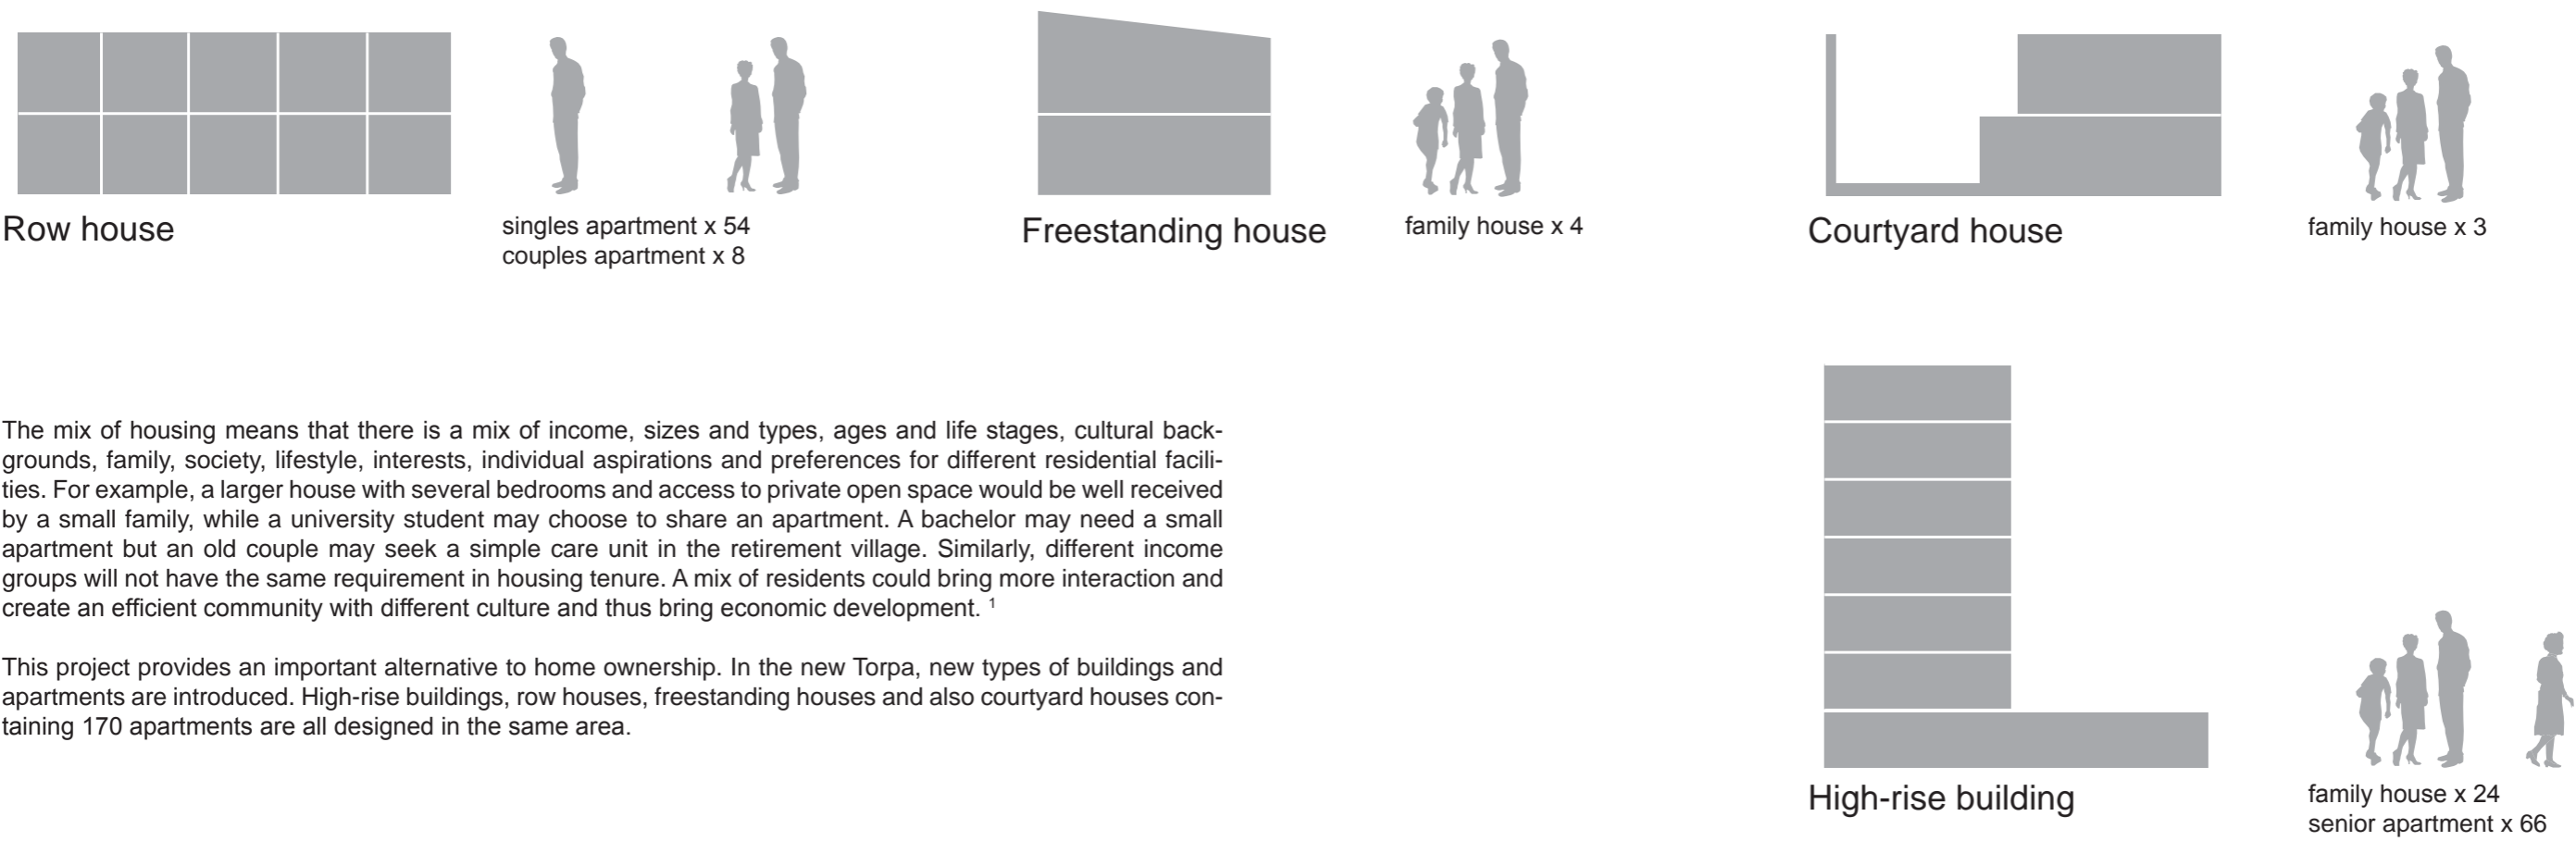 Row house
singles apartment x 54
couples apartment x 8
Freestanding house
family house x 4
Courtyard house
family house x 3
The mix of housing means that there is a mix of income, sizes and types, ages and life stages, cultural back-
grounds, family, society, lifestyle, interests, individual aspirations and preferences for different residential facili-
ties. For example, a larger house with several bedrooms and access to private open space would be well received
by a small family, while a university student may choose to share an apartment. A bachelor may need a small
apartment but an old couple may seek a simple care unit in the retirement village. Similarly, different income
groups will not have the same requirement in housing tenure. A mix of residents could bring more interaction and
create an efficient community with different culture and thus bring economic development. 1
This project provides an important alternative to home ownership. In the new Torpa, new types of buildings and
apartments are introduced. High-rise buildings, row houses, freestanding houses and also courtyard houses con-
taining 170 apartments are all designed in the same area.
High-rise building
family house x 24
senior apartment x 66